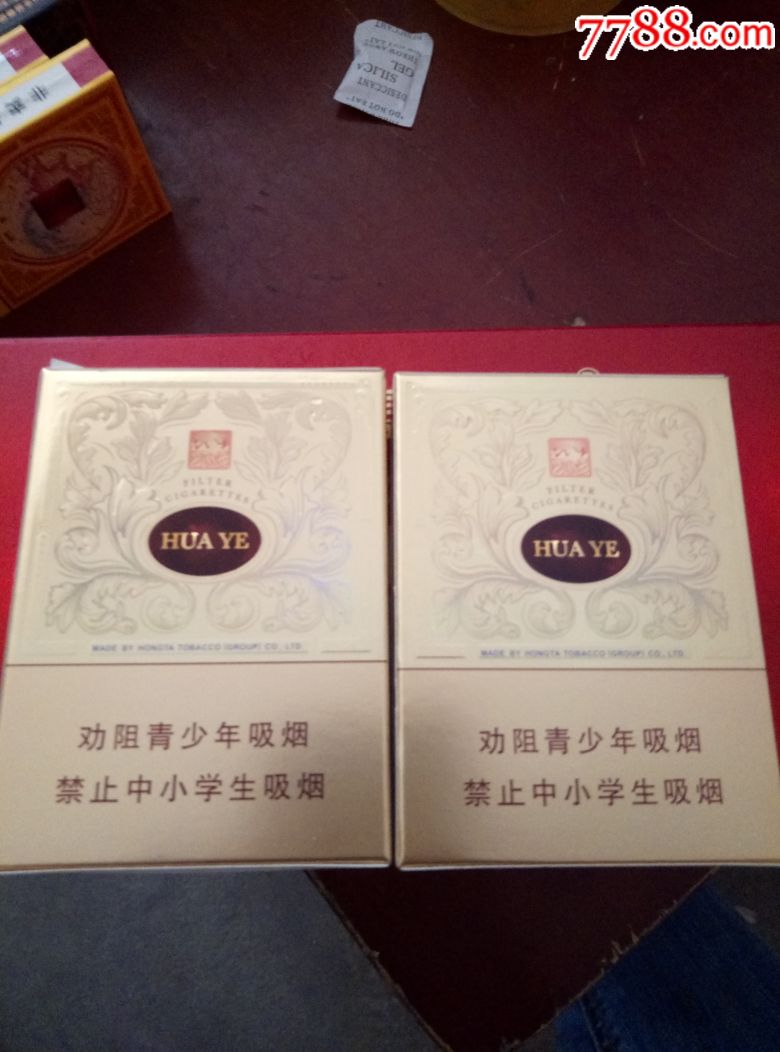 7788.com
DESICCANT
THROW AWAY
GEL
SILICA
DESICCANT
"DO NOT EAT"
FILTER
CIGARETTES
HUA YE
MADE BY HONGTA TOBACCO (GROUP) CO., LTD.
劝阻青少年吸烟
禁止中小学生吸烟
FILTER
CIGARETTES
HUA YE
MADE BY HONGTA TOBACCO (GROUP) CO., LTD.
劝阻青少年吸烟
禁止中小学生吸烟